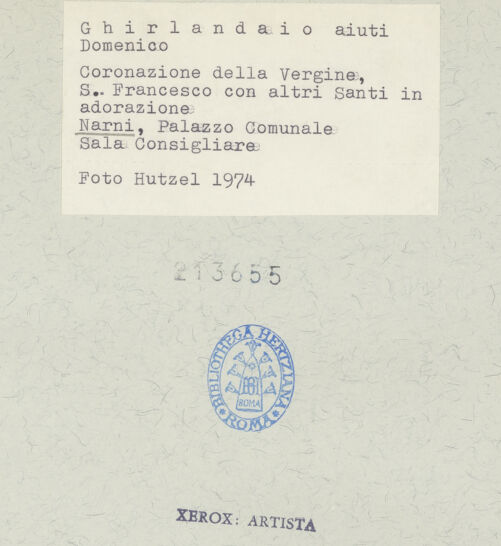 G h i r l a n d a i o aiuti
Domenico
Coronazione della Vergine,
S.. Francesco con altri Santi in
adorazione
Narni, Palazzo Comunale
Sala Consigliare
Foto Hutzel 1974
213655
BIBLIOTHECA HERTZIANA
BH
ROMA
ROMA
XEROX: ARTISTA